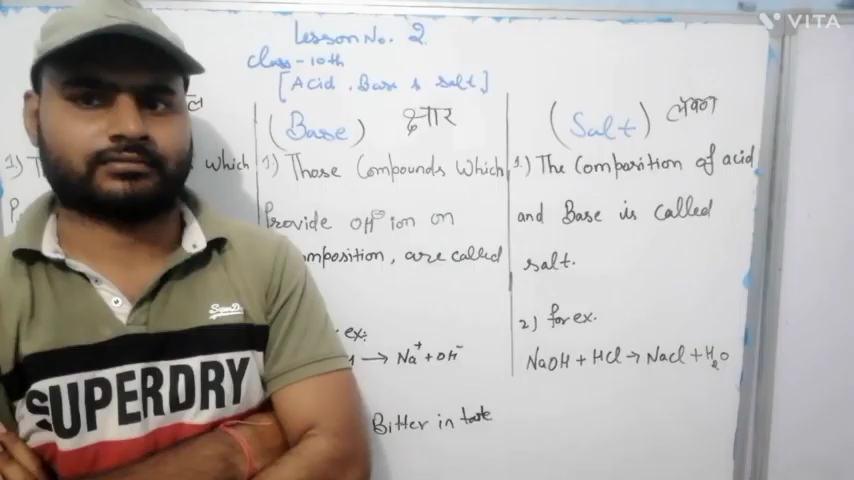 VITA
Lesson No. 2
Class-10th
[Acid, Base & salt]
which
(Base) क्षार
1) Those Compounds which
Provide OH⊖ ion on
mposition, are called
ex:
→ Na⁺ + OH⁻
Bitter in taste
(Salt) लवण
1.) The Composition of acid
and Base is called
salt.
2) for ex.
NaOH + HCl → Nacl + H₂O
SuperDry
SUPERDRY